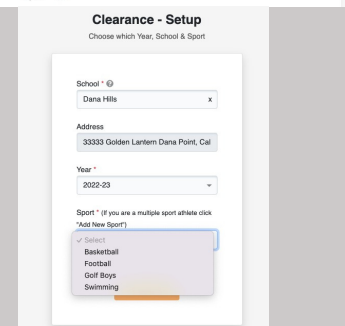 Clearance - Setup
Choose which Year, School & Sport
School *
Dana Hills x
Address
33333 Golden Lantern Dana Point, Cal
Year *
2022-23
Sport * (If you are a multiple sport athlete click
"Add New Sport")
✓ Select
Basketball
Football
Golf Boys
Swimming